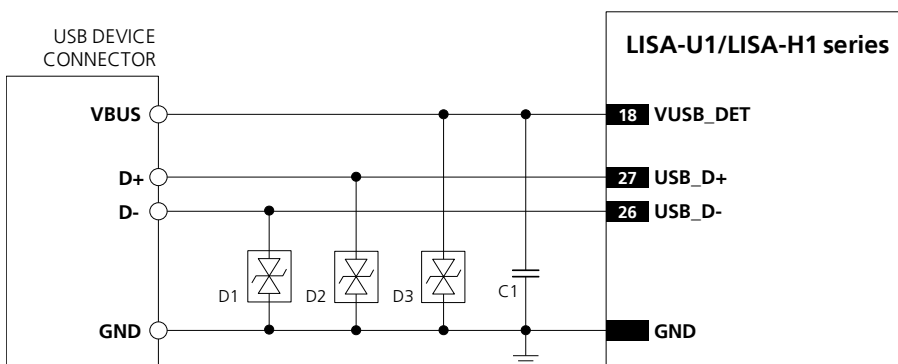 USB DEVICE
CONNECTOR
LISA-U1/LISA-H1 series
VBUS
18 VUSB_DET
D+
27 USB_D+
D-
26 USB_D-
D1
D2
D3
C1
GND
GND